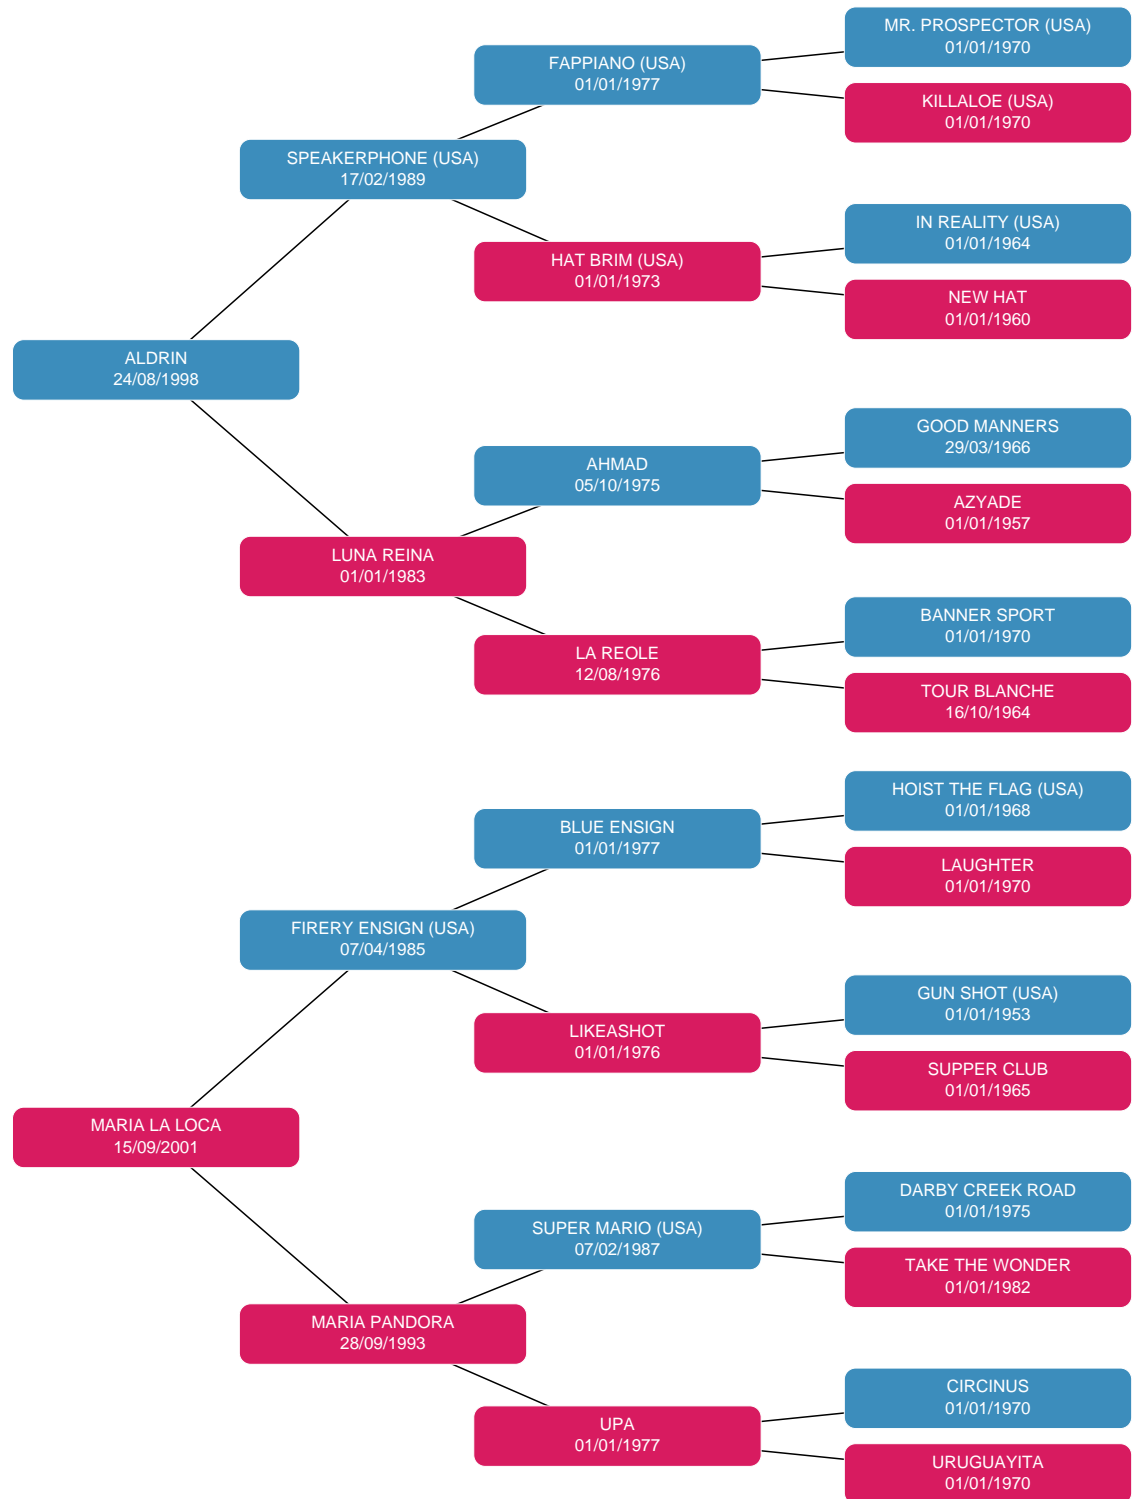 MR. PROSPECTOR (USA)
01/01/1970
FAPPIANO (USA)
01/01/1977
KILLALOE (USA)
01/01/1970
SPEAKERPHONE (USA)
17/02/1989
IN REALITY (USA)
01/01/1964
HAT BRIM (USA)
01/01/1973
NEW HAT
01/01/1960
ALDRIN
24/08/1998
GOOD MANNERS
29/03/1966
AHMAD
05/10/1975
AZYADE
01/01/1957
LUNA REINA
01/01/1983
BANNER SPORT
01/01/1970
LA REOLE
12/08/1976
TOUR BLANCHE
16/10/1964
HOIST THE FLAG (USA)
01/01/1968
BLUE ENSIGN
01/01/1977
LAUGHTER
01/01/1970
FIRERY ENSIGN (USA)
07/04/1985
GUN SHOT (USA)
01/01/1953
LIKEASHOT
01/01/1976
SUPPER CLUB
01/01/1965
MARIA LA LOCA
15/09/2001
DARBY CREEK ROAD
01/01/1975
SUPER MARIO (USA)
07/02/1987
TAKE THE WONDER
01/01/1982
MARIA PANDORA
28/09/1993
CIRCINUS
01/01/1970
UPA
01/01/1977
URUGUAYITA
01/01/1970